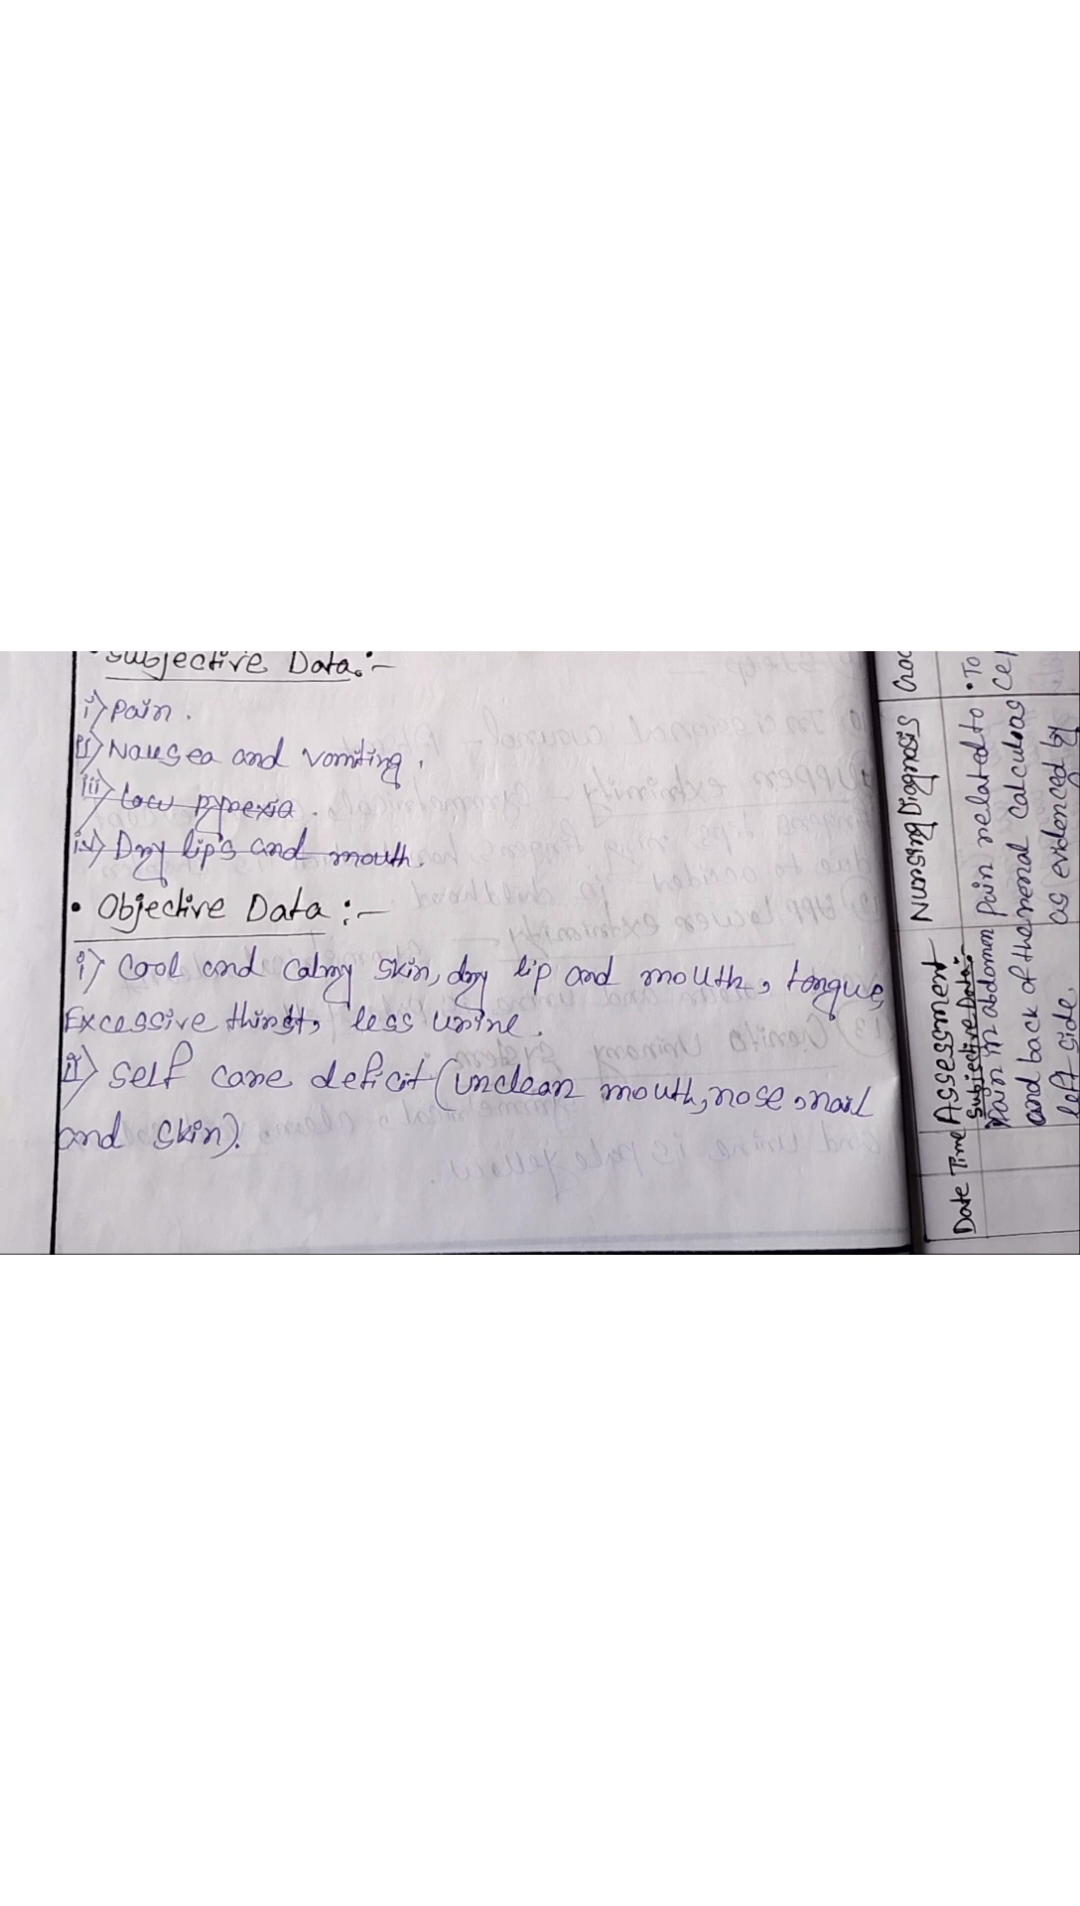 • Subjective Data:-
i) Pain.
ii) Nausea and vomiting.
iii) Low pyrexia.
iv) Dry lip's and mouth.
• Objective Data :-
i) Cool and calmy skin, dry lip and mouth, tongue,
Excessive thirst, less urine.
ii) Self care deficit (unclean mouth, nose, nail
and skin).
Date Time Assessment Nursing Diagnosis
Subjective Data:-
Pain in abdomen Pain related to • To
and back of the renal calculas
left side. as evidenced by